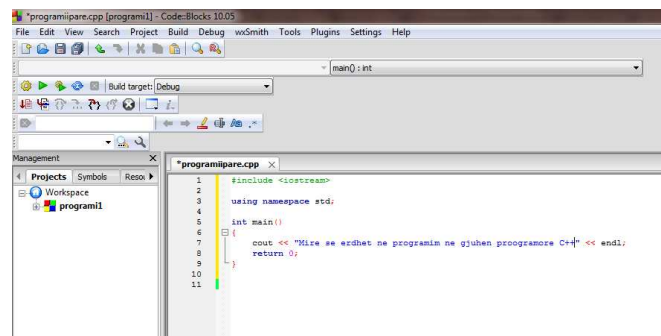 *programiipare.cpp [programi1] - Code::Blocks 10.05
File Edit View Search Project Build Debug wxSmith Tools Plugins Settings Help
main() : int
Build target: Debug
Management
Projects Symbols Resou
*programiipare.cpp
Workspace
programi1
1 #include <iostream>
2
3 using namespace std;
4
5 int main()
6 {
7 cout << "Mire se erdhet ne programim ne gjuhen proogramore C++" << endl;
8 return 0;
9 }
10
11